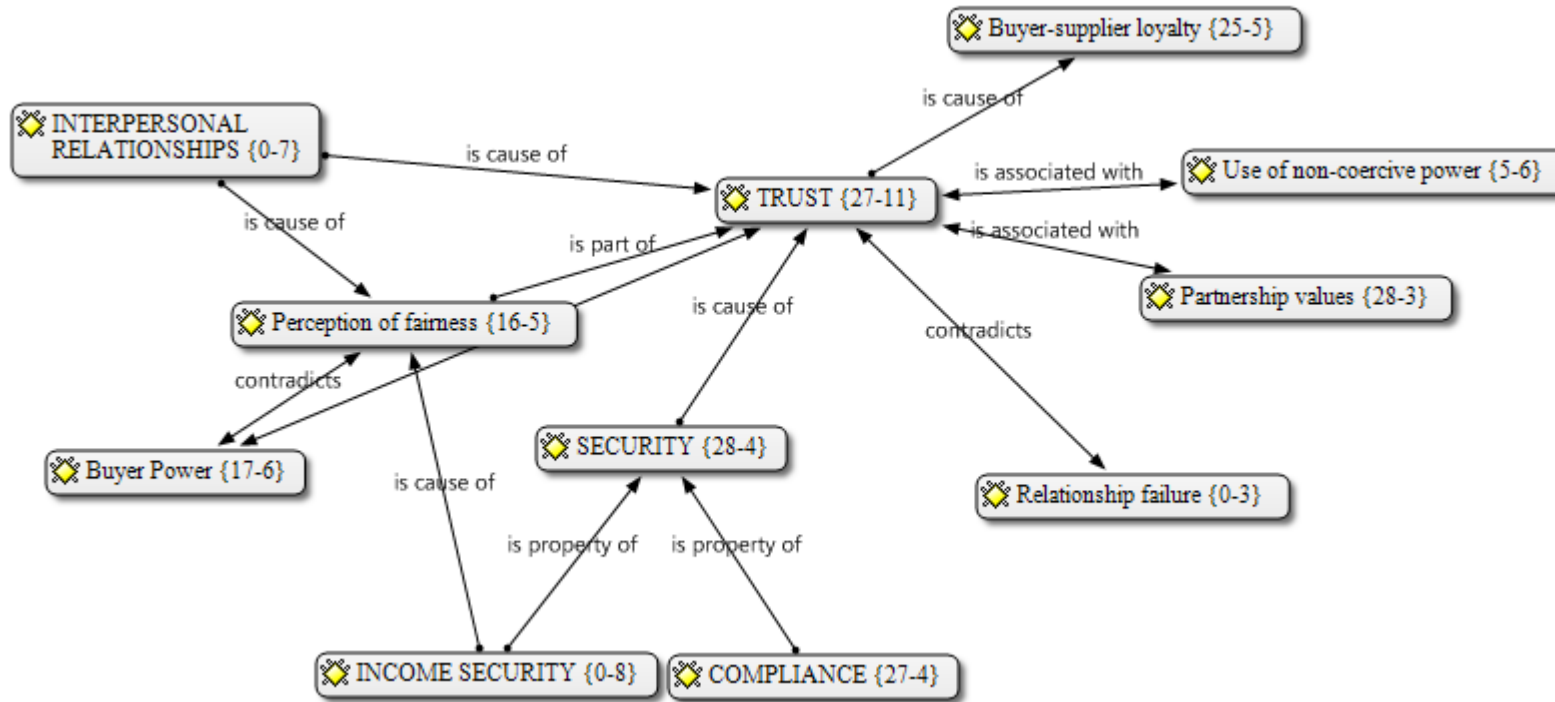 Buyer-supplier loyalty {25-5}
is cause of
INTERPERSONAL
RELATIONSHIPS {0-7}
is cause of
is associated with
Use of non-coercive power {5-6}
TRUST {27-11}
is cause of
is part of
is associated with
Partnership values {28-3}
is cause of
Perception of fairness {16-5}
contradicts
contradicts
SECURITY {28-4}
Buyer Power {17-6}
is cause of
Relationship failure {0-3}
is property of
is property of
INCOME SECURITY {0-8}
COMPLIANCE {27-4}